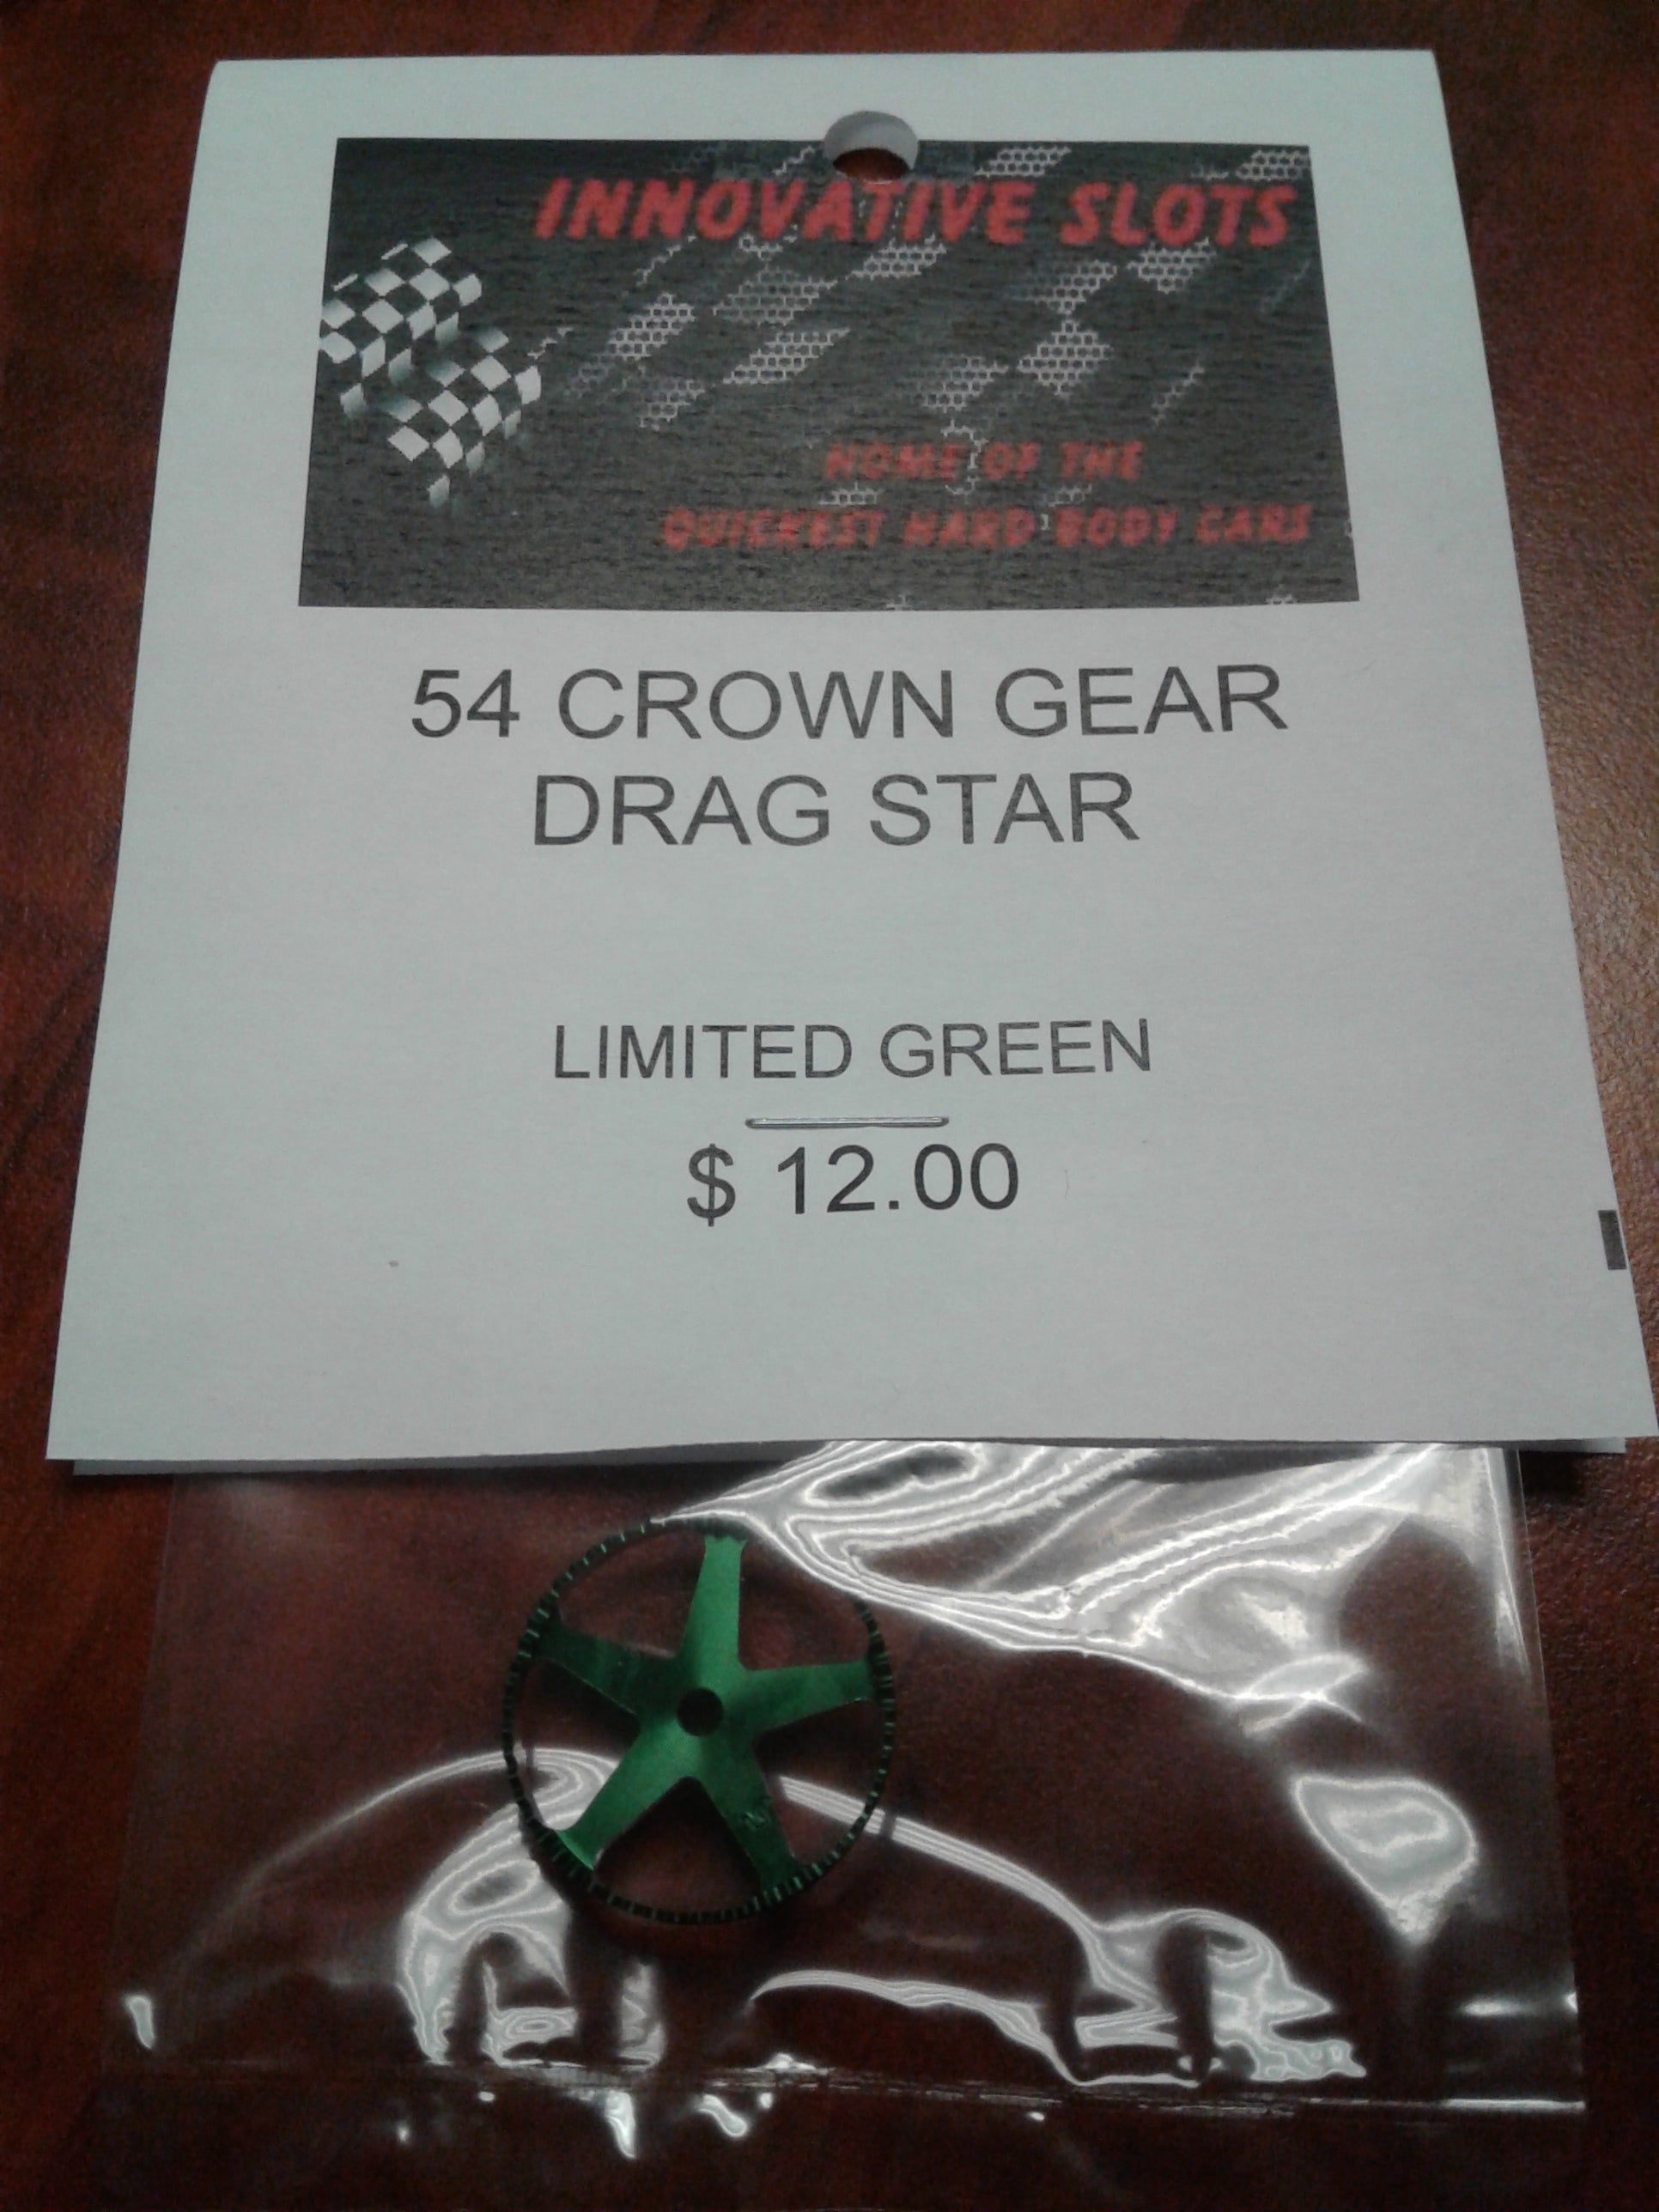 INNOVATIVE SLOTS
HOME OF THE
QUICKEST HARD BODY CARS
54 CROWN GEAR
DRAG STAR
LIMITED GREEN
$ 12.00